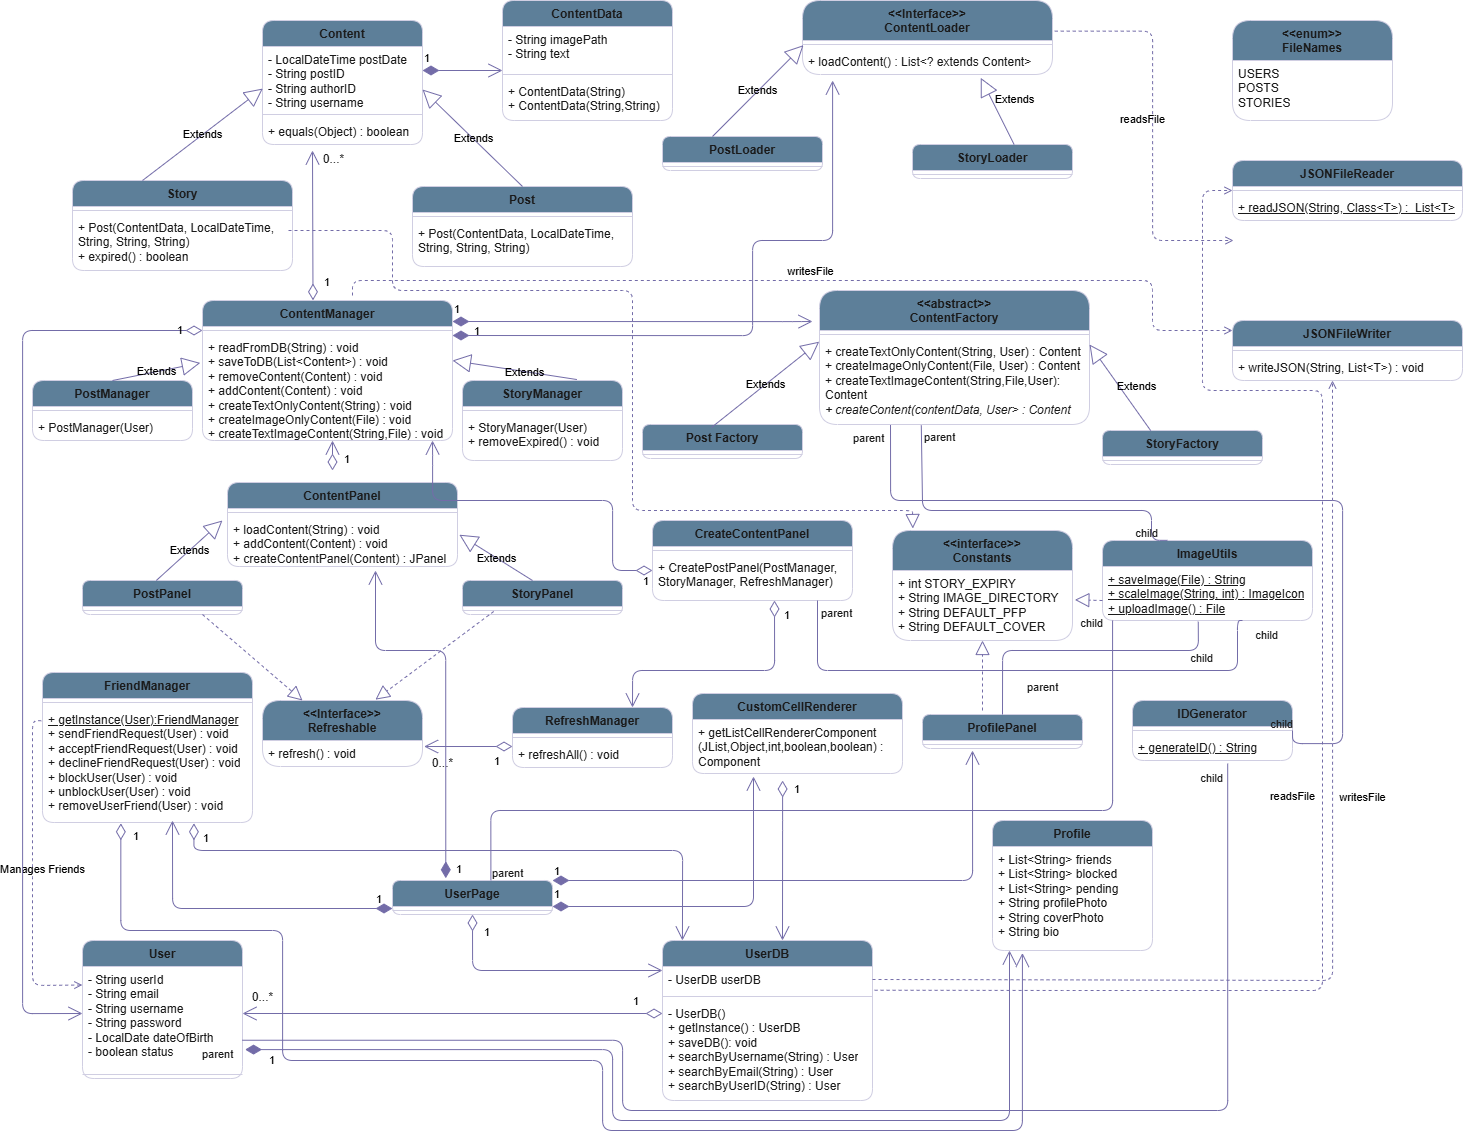 Content
- LocalDateTime postDate
- String postID
- String authorID
- String username
+ equals(Object) : boolean
1
ContentData
- String imagePath
- String text
+ ContentData(String)
+ ContentData(String,String)
<<Interface>>
ContentLoader
+ loadContent() : List<? extends Content>
<<enum>>
FileNames
USERS
POSTS
STORIES
Extends
Extends
Extends
Extends
readsFile
PostLoader
StoryLoader
0...*
JSONFileReader
+ readJSON(String, Class<T>) : List<T>
Story
+ Post(ContentData, LocalDateTime,
String, String, String)
+ expired() : boolean
Post
+ Post(ContentData, LocalDateTime,
String, String, String)
writesFile
1
ContentManager
+ readFromDB(String) : void
+ saveToDB(List<Content>) : void
+ removeContent(Content) : void
+ addContent(Content) : void
+ createTextOnlyContent(String) : void
+ createImageOnlyContent(File) : void
+ createTextImageContent(String,File) : void
1
1
1
<<abstract>>
ContentFactory
+ createTextOnlyContent(String, User) : Content
+ createImageOnlyContent(File, User) : Content
+ createTextImageContent(String,File,User):
Content
+ createContent(contentData, User> : Content
JSONFileWriter
+ writeJSON(String, List<T>) : void
Extends
Extends
Extends
Extends
PostManager
+ PostManager(User)
StoryManager
+ StoryManager(User)
+ removeExpired() : void
Post Factory
StoryFactory
parent
parent
1
ContentPanel
+ loadContent(String) : void
+ addContent(Content) : void
+ createContentPanel(Content) : JPanel
Extends
Extends
PostPanel
StoryPanel
CreateContentPanel
+ CreatePostPanel(PostManager,
StoryManager, RefreshManager)
1
1
parent
<<interface>>
Constants
+ int STORY_EXPIRY
+ String IMAGE_DIRECTORY
+ String DEFAULT_PFP
+ String DEFAULT_COVER
child
ImageUtils
+ saveImage(File) : String
+ scaleImage(String, int) : ImageIcon
+ uploadImage() : File
child
child
child
parent
FriendManager
+ getInstance(User):FriendManager
+ sendFriendRequest(User) : void
+ acceptFriendRequest(User) : void
+ declineFriendRequest(User) : void
+ blockUser(User) : void
+ unblockUser(User) : void
+ removeUserFriend(User) : void
<<Interface>>
Refreshable
+ refresh() : void
0...*
1
RefreshManager
+ refreshAll() : void
CustomCellRenderer
+ getListCellRendererComponent
(JList,Object,int,boolean,boolean) :
Component
ProfilePanel
IDGenerator
+ generateID() : String
child
child
1
readsFile
writesFile
1
1
Manages Friends
1
1
1
1
parent
UserPage
1
Profile
+ List<String> friends
+ List<String> blocked
+ List<String> pending
+ String profilePhoto
+ String coverPhoto
+ String bio
User
- String userId
- String email
- String username
- String password
- LocalDate dateOfBirth
- boolean status
parent
0...*
1
1
UserDB
- UserDB userDB
- UserDB()
+ getInstance() : UserDB
+ saveDB(): void
+ searchByUsername(String) : User
+ searchByEmail(String) : User
+ searchByUserID(String) : User